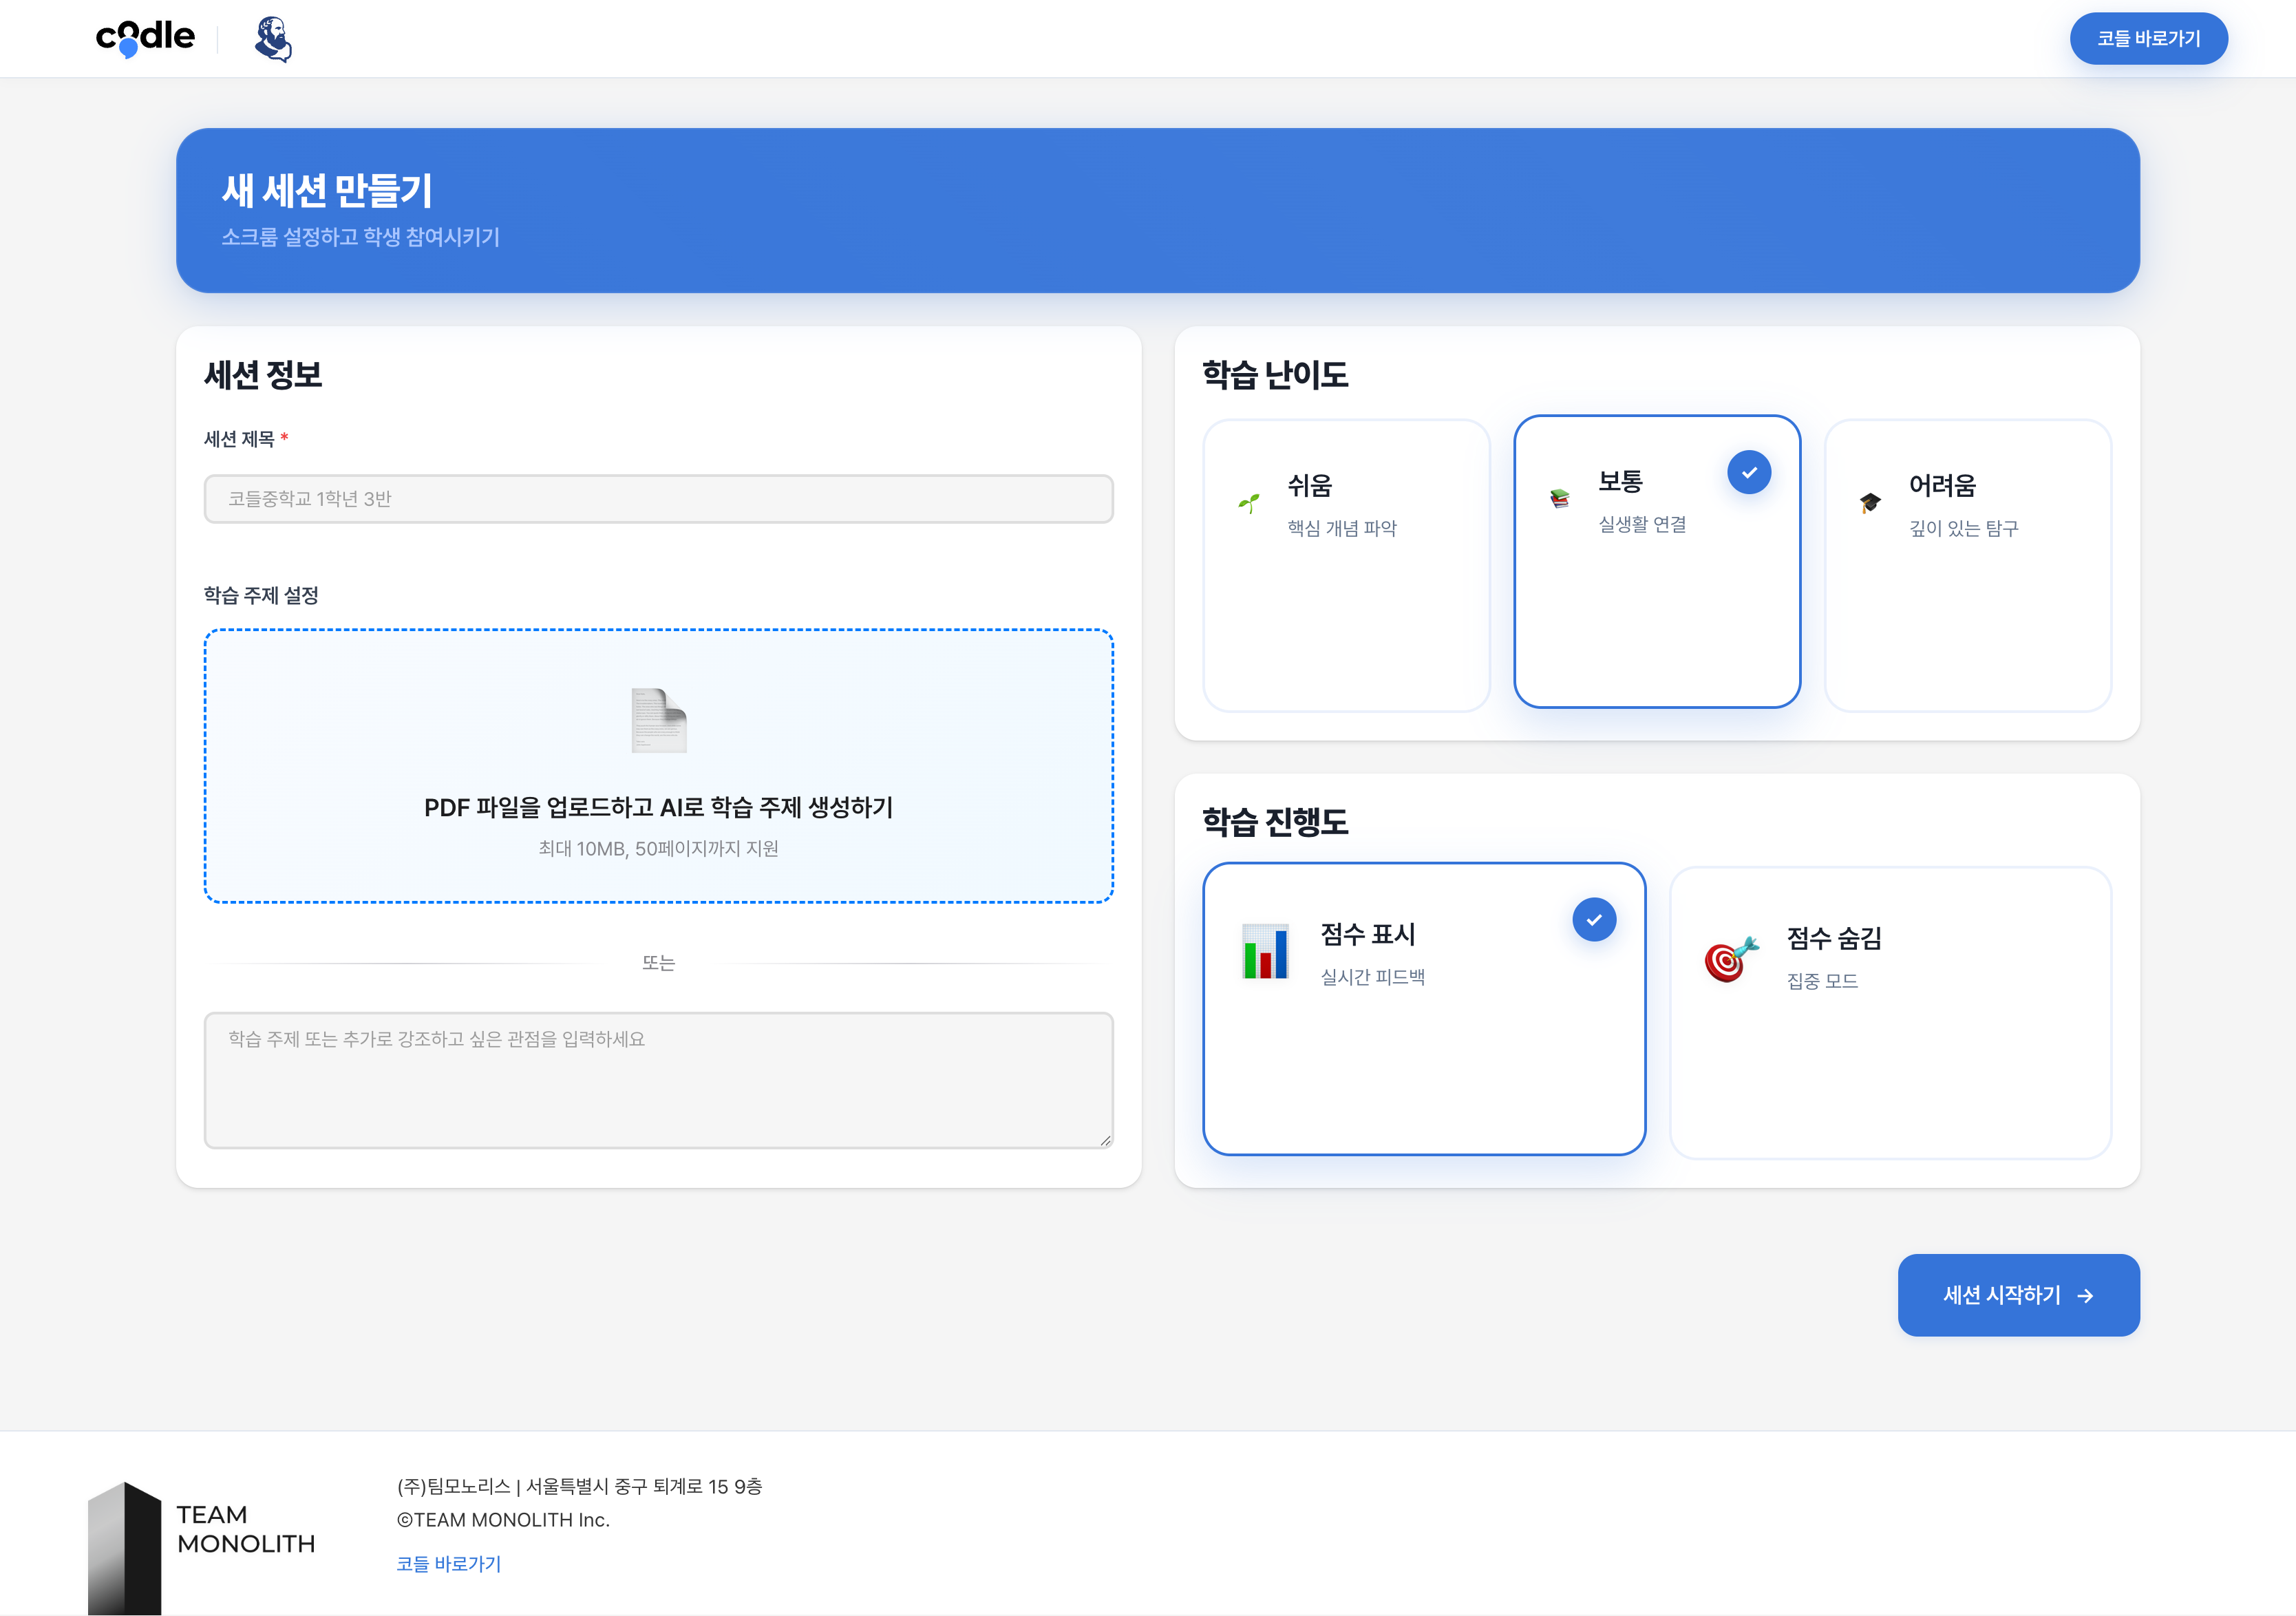 codle
코들 바로가기
새 세션 만들기
소크룸 설정하고 학생 참여시키기
세션 정보
세션 제목 *
코들중학교 1학년 3반
학습 주제 설정
PDF 파일을 업로드하고 AI로 학습 주제 생성하기
최대 10MB, 50페이지까지 지원
또는
학습 주제 또는 추가로 강조하고 싶은 관점을 입력하세요
학습 난이도
쉬움
핵심 개념 파악
보통
실생활 연결
어려움
깊이 있는 탐구
학습 진행도
점수 표시
실시간 피드백
점수 숨김
집중 모드
세션 시작하기 →
TEAM
MONOLITH
(주)팀모노리스 | 서울특별시 중구 퇴계로 15 9층
©TEAM MONOLITH Inc.
코들 바로가기